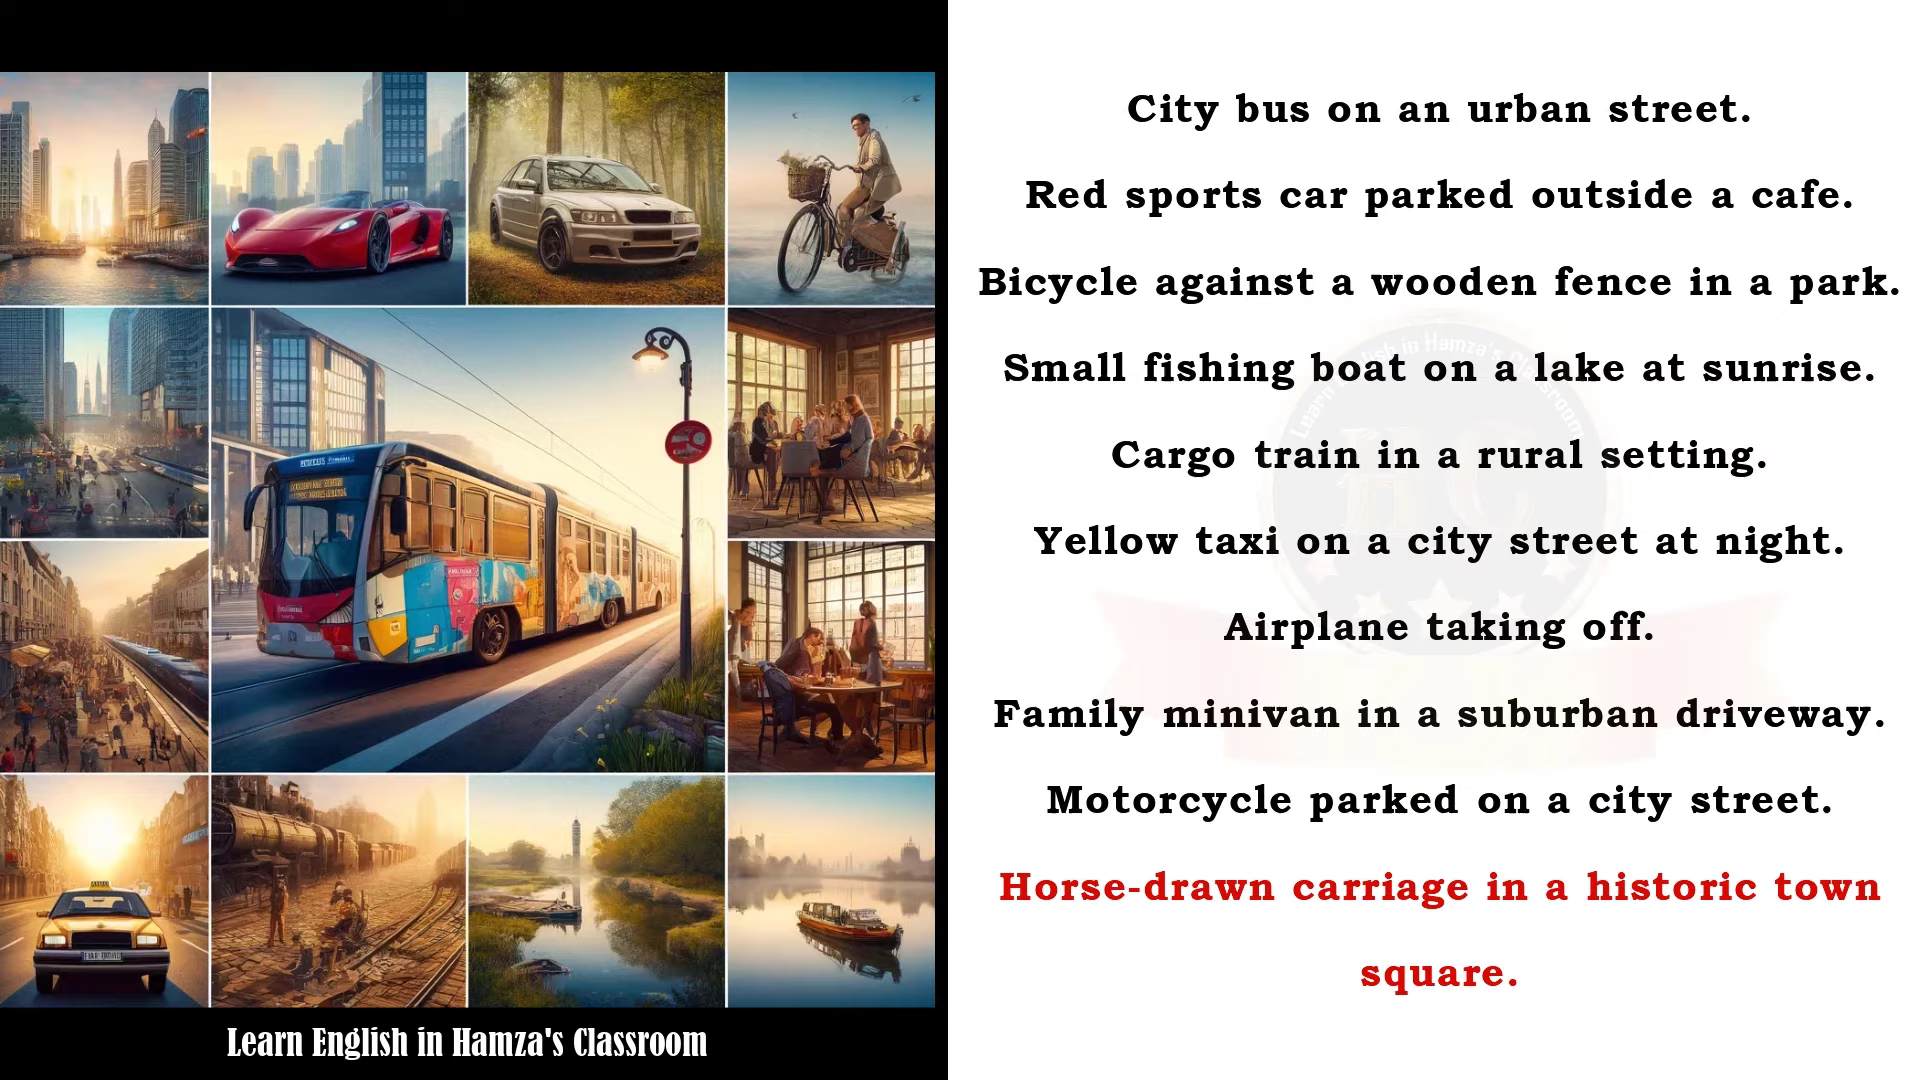 City bus on an urban street.
Red sports car parked outside a cafe.
Bicycle against a wooden fence in a park.
Small fishing boat on a lake at sunrise.
Cargo train in a rural setting.
Yellow taxi on a city street at night.
Airplane taking off.
Family minivan in a suburban driveway.
Motorcycle parked on a city street.
Horse-drawn carriage in a historic town
square.
Learn English in Hamza's Classroom